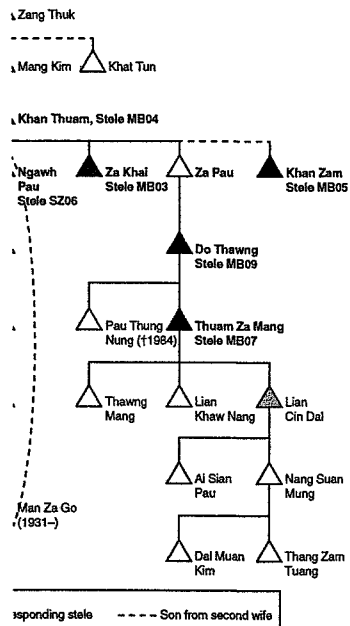 Zang Thuk
Mang Kim
Khat Tun
Khan Thuam, Stele MB04
Ngawh
Pau
Stele SZ06
Za Khai
Stele MB03
Za Pau
Khan Zam
Stele MB05
Do Thawng
Stele MB09
Pau Thung
Nung (†1984)
Thuam Za Mang
Stele MB07
Thawng
Mang
Lian
Khaw Nang
Lian
Cin Dal
Ai Sian
Pau
Nang Suan
Mung
Man Za Go
(1931–)
Dal Muan
Kim
Thang Zam
Tuang
esponding stele
Son from second wife